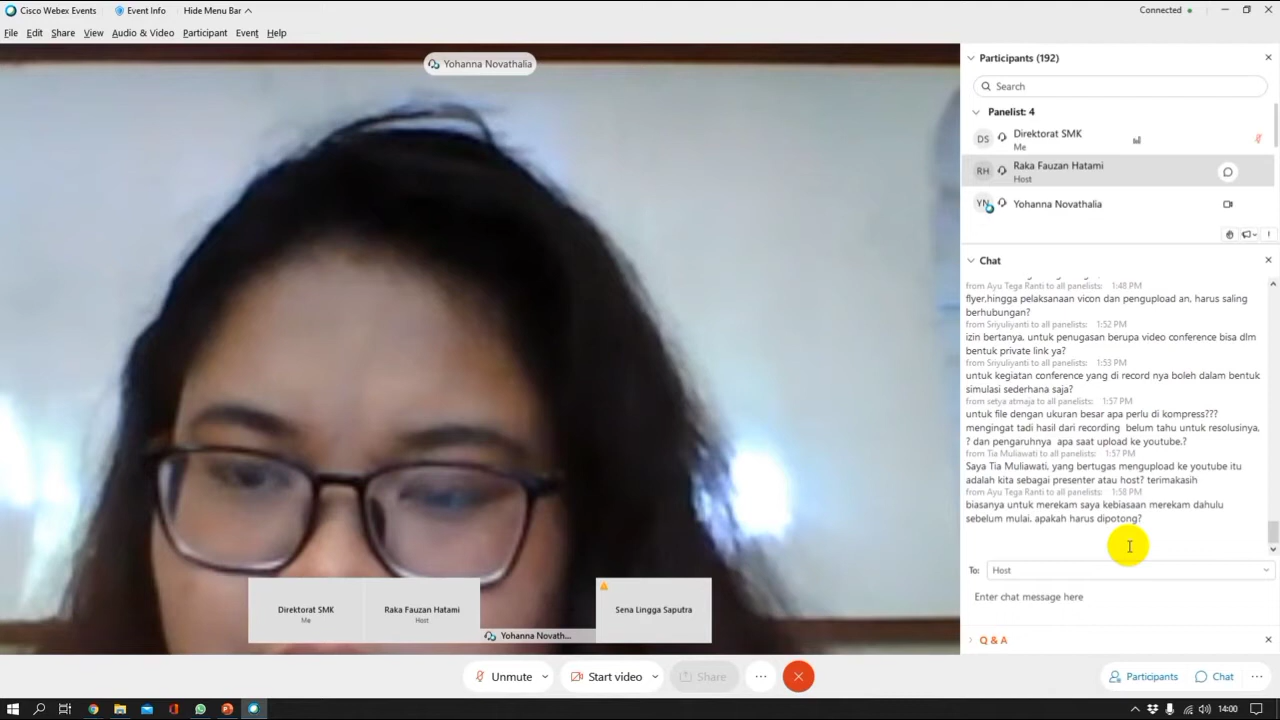 Cisco Webex Events
Event Info
Hide Menu Bar
Connected
File Edit Share View Audio & Video Participant Event Help
Yohanna Novathalia
Participants (192)
Search
Panelist: 4
DS
Direktorat SMK
Me
RH
Raka Fauzan Hatami
Host
YN
Yohanna Novathalia
Chat
from Ayu Tega Ranti to all panelists: 1:48 PM
flyer,hingga pelaksanaan vicon dan pengupload an, harus saling
berhubungan?
from Sriyuliyanti to all panelists: 1:52 PM
izin bertanya, untuk penugasan berupa video conference bisa dlm
bentuk private link ya?
from Sriyuliyanti to all panelists: 1:53 PM
untuk kegiatan conference yang di record nya boleh dalam bentuk
simulasi sederhana saja?
from setya atmaja to all panelists: 1:57 PM
untuk file dengan ukuran besar apa perlu di kompress???
mengingat tadi hasil dari recording belum tahu untuk resolusinya,
? dan pengaruhnya apa saat upload ke youtube.?
from Tia Muliawati to all panelists: 1:57 PM
Saya Tia Muliawati, yang bertugas mengupload ke youtube itu
adalah kita sebagai presenter atau host? terimakasih
from Ayu Tega Ranti to all panelists: 1:58 PM
biasanya untuk merekam saya kebiasaan merekam dahulu
sebelum mulai. apakah harus dipotong?
To: Host
Enter chat message here
Q & A
Direktorat SMK
Me
Raka Fauzan Hatami
Host
Yohanna Novath...
Sena Lingga Saputra
Unmute
Start video
Share
Participants
Chat
14:00